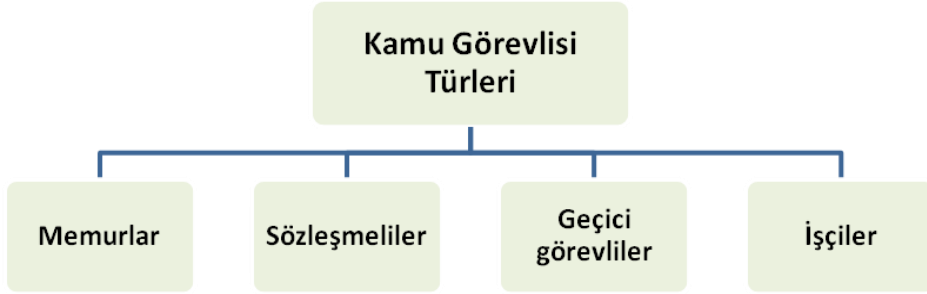 Kamu Görevlisi
Türleri
Memurlar
Sözleşmeliler
Geçici
görevliler
İşçiler